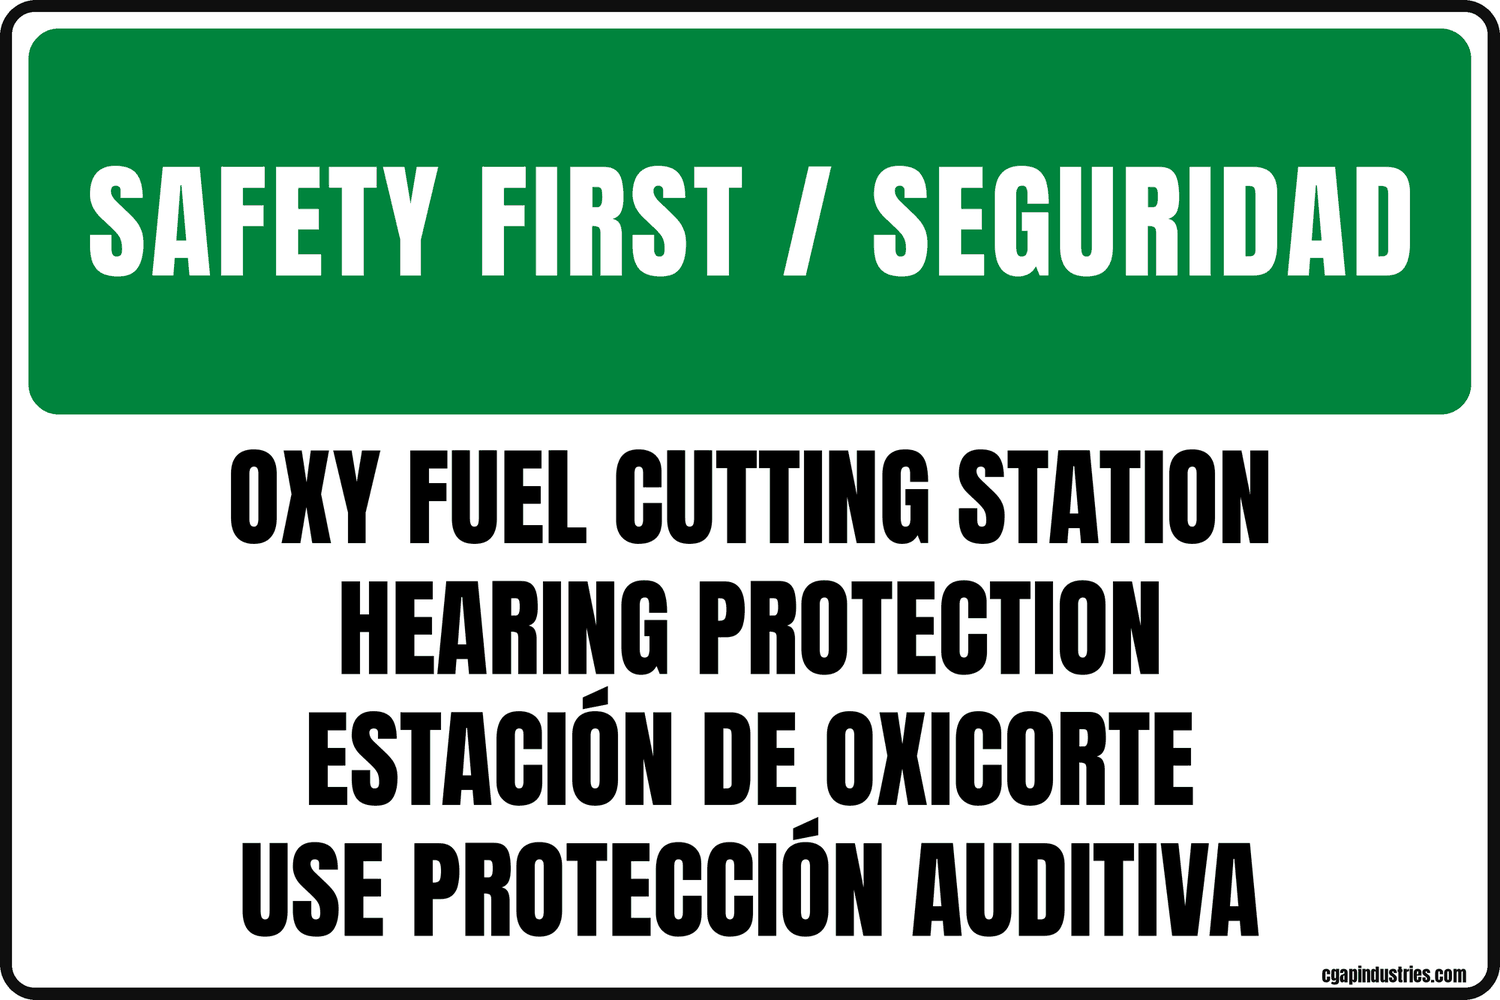 SAFETY FIRST / SEGURIDAD
OXY FUEL CUTTING STATION
HEARING PROTECTION
ESTACIÓN DE OXICORTE
USE PROTECCIÓN AUDITIVA
cgapindustries.com